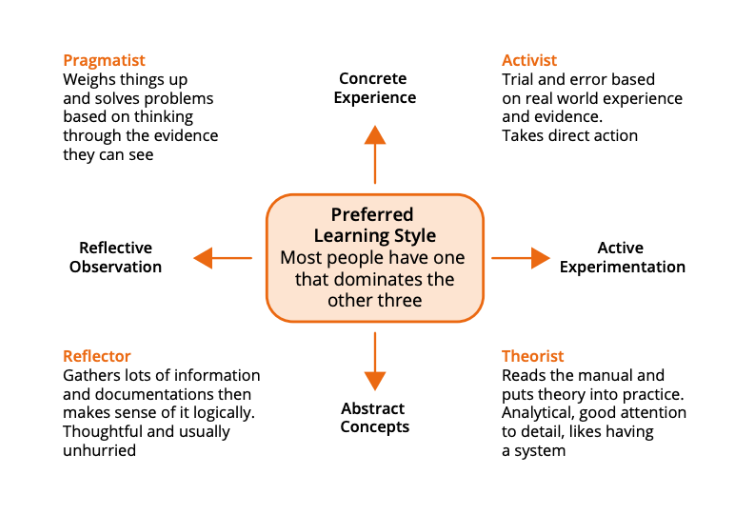 Pragmatist
Weighs things up
and solves problems
based on thinking
through the evidence
they can see
Concrete
Experience
Activist
Trial and error based
on real world experience
and evidence.
Takes direct action
Reflective
Observation
Preferred
Learning Style
Most people have one
that dominates the
other three
Active
Experimentation
Reflector
Gathers lots of information
and documentations then
makes sense of it logically.
Thoughtful and usually
unhurried
Abstract
Concepts
Theorist
Reads the manual and
puts theory into practice.
Analytical, good attention
to detail, likes having
a system